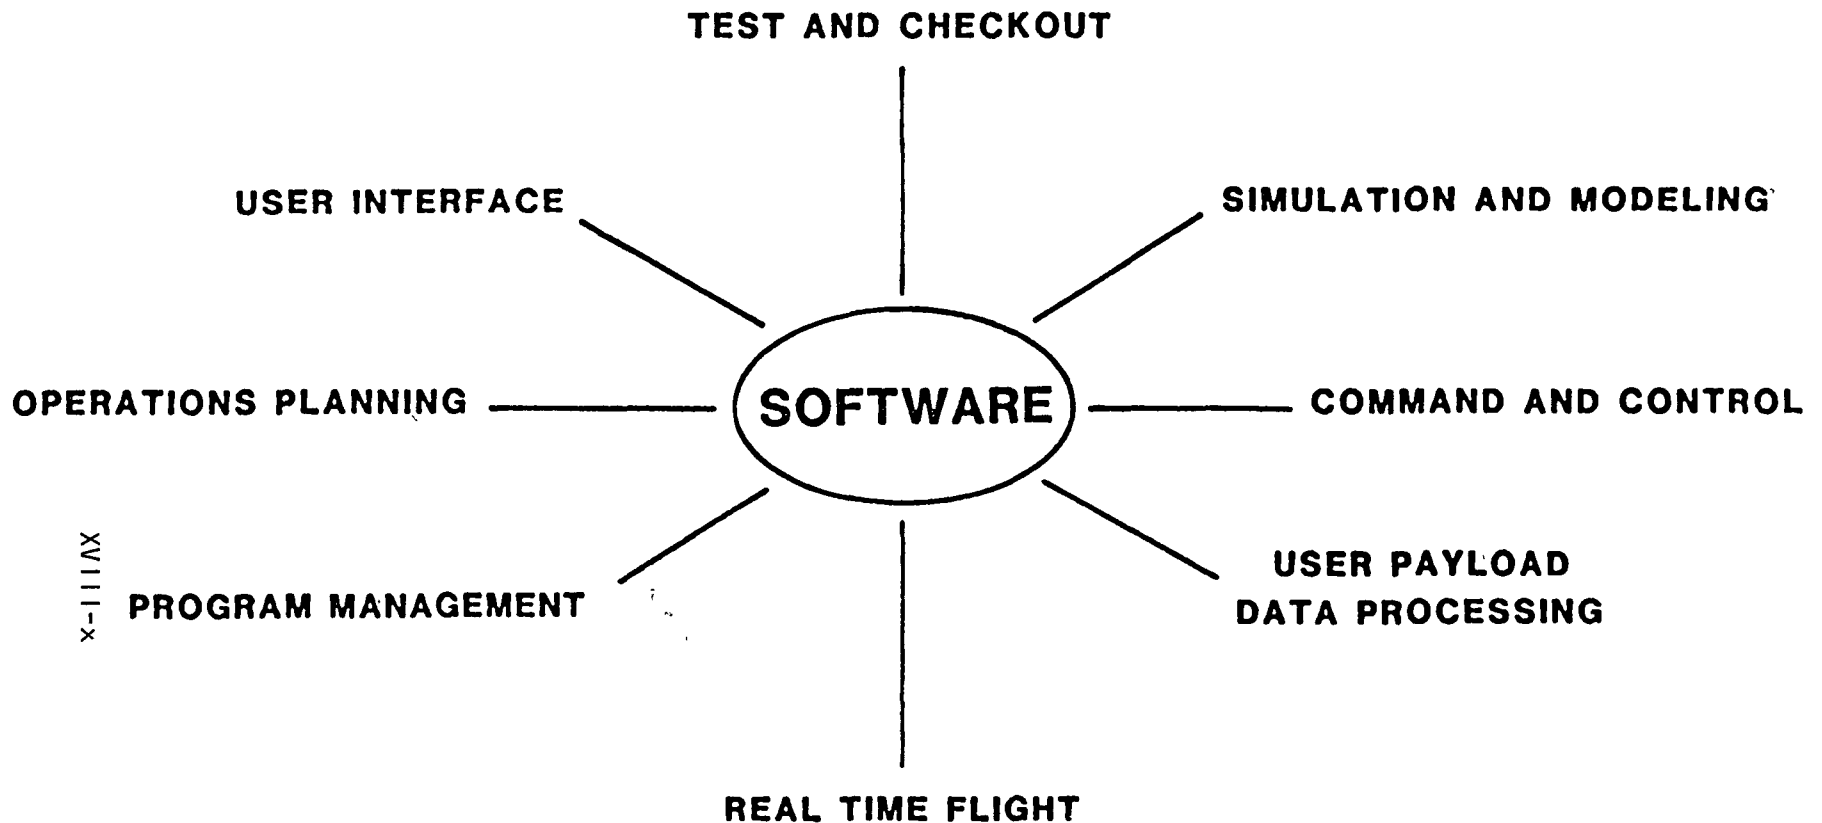 TEST AND CHECKOUT
USER INTERFACE
SIMULATION AND MODELING
OPERATIONS PLANNING
SOFTWARE
COMMAND AND CONTROL
USER PAYLOAD
DATA PROCESSING
XVIII-x
PROGRAM MANAGEMENT
REAL TIME FLIGHT